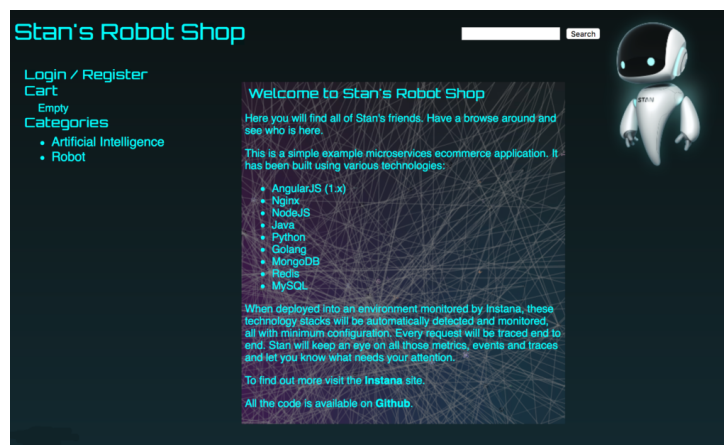 Stan's Robot Shop
Search
Login / Register
Cart
Empty
Categories
Artificial Intelligence
Robot
Welcome to Stan's Robot Shop
Here you will find all of Stan's friends. Have a browse around and
see who is here.
This is a simple example microservices ecommerce application. It
has been built using various technologies:
AngularJS (1.x)
Nginx
NodeJS
Java
Python
Golang
MongoDB
Redis
MySQL
When deployed into an environment monitored by Instana, these
technology stacks will be automatically detected and monitored,
all with minimum configuration. Every request will be traced end to
end. Stan will keep an eye on all those metrics, events and traces
and let you know what needs your attention.
To find out more visit the Instana site.
All the code is available on Github.
STAN